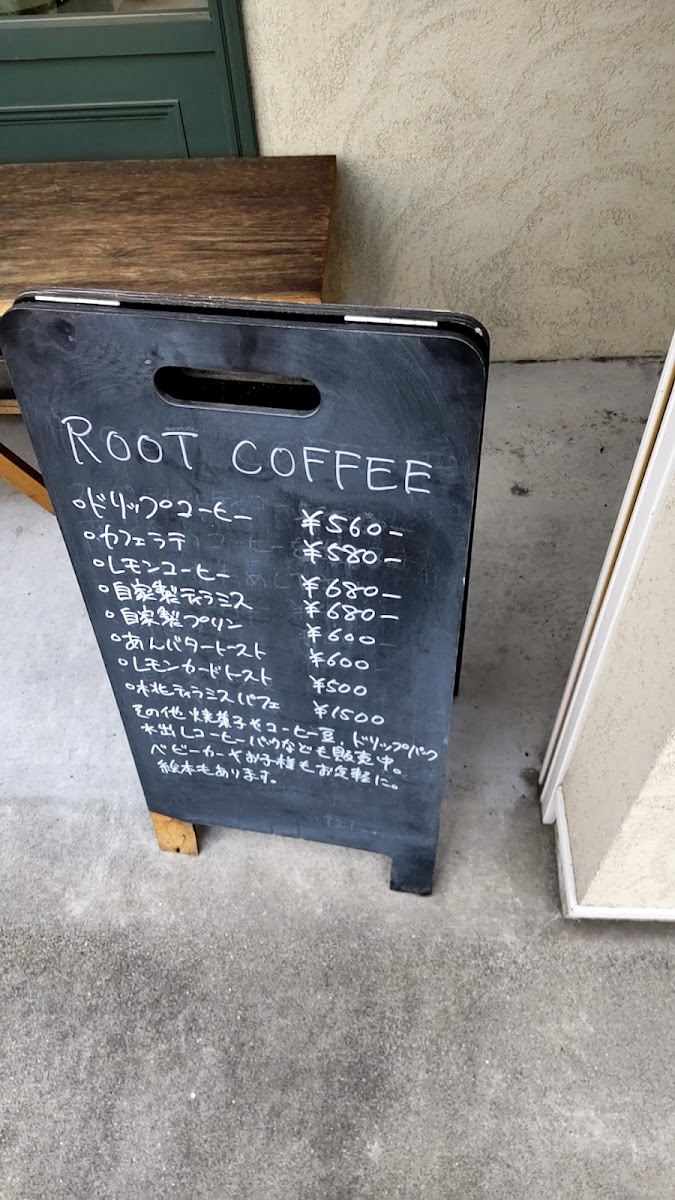 ROOT COFFEE
○ドリップコーヒー ¥560-
○カフェラテ ¥580-
○レモンコーヒー ¥680-
○自家製ティラミス ¥680-
○自家製プリン ¥600
○あんバタートースト ¥600
○レモンカードトースト ¥500
○ティラミスパフェ ¥1500
その他焼菓子やコーヒー豆、ドリップパック
水出しコーヒーパックなども販売中。
ベビーカーやお子様もお気軽に。
絵本もあります。